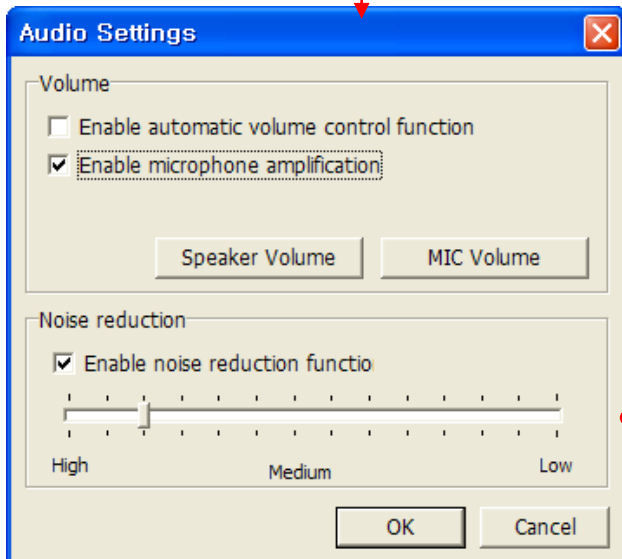 Audio Settings
Volume
Enable automatic volume control function
Enable microphone amplification
Speaker Volume
MIC Volume
Noise reduction
Enable noise reduction functio
High
Medium
Low
OK
Cancel